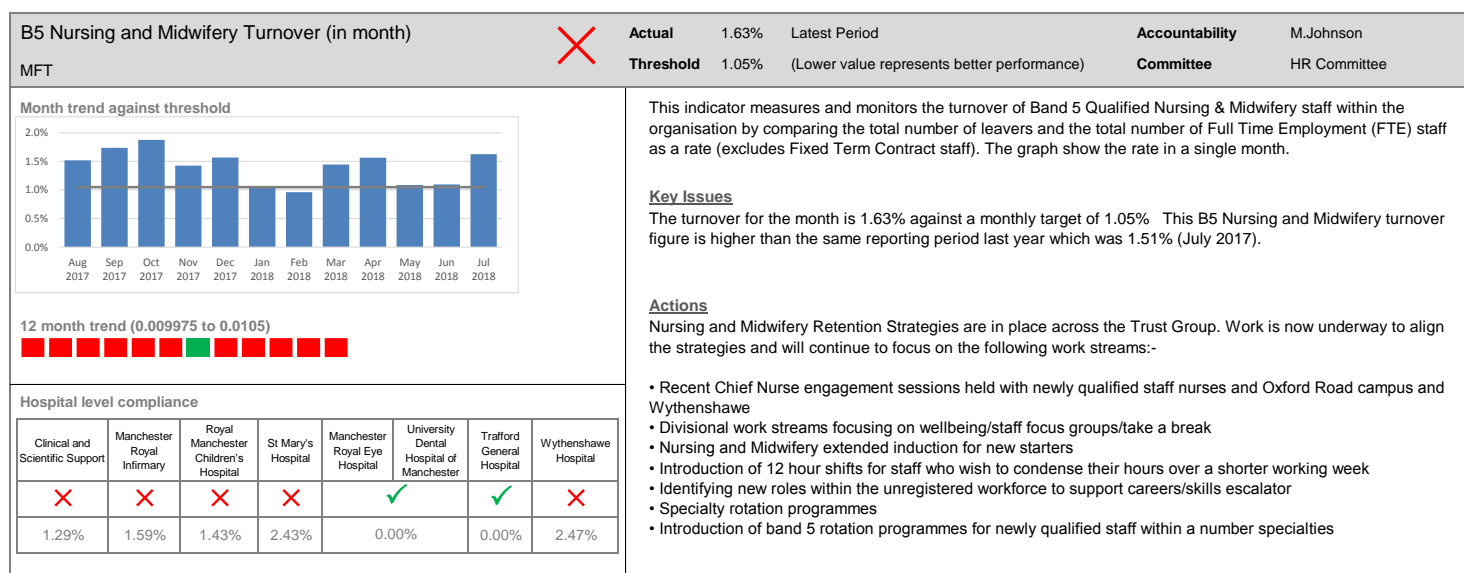 B5 Nursing and Midwifery Turnover (in month)
MFT
Actual 1.63% Latest Period Accountability M.Johnson
Threshold 1.05% (Lower value represents better performance) Committee HR Committee
Month trend against threshold
2.0%
1.5%
1.0%
0.5%
0.0%
Aug Sep Oct Nov Dec Jan Feb Mar Apr May Jun Jul
2017 2017 2017 2017 2017 2018 2018 2018 2018 2018 2018 2018
12 month trend (0.009975 to 0.0105)
Hospital level compliance
Clinical and Scientific Support
Manchester Royal Infirmary
Royal Manchester Children's Hospital
St Mary's Hospital
Manchester Royal Eye Hospital
University Dental Hospital of Manchester
Trafford General Hospital
Wythenshawe Hospital
1.29% 1.59% 1.43% 2.43% 0.00% 0.00% 2.47%
This indicator measures and monitors the turnover of Band 5 Qualified Nursing & Midwifery staff within the
organisation by comparing the total number of leavers and the total number of Full Time Employment (FTE) staff
as a rate (excludes Fixed Term Contract staff). The graph show the rate in a single month.
Key Issues
The turnover for the month is 1.63% against a monthly target of 1.05% This B5 Nursing and Midwifery turnover
figure is higher than the same reporting period last year which was 1.51% (July 2017).
Actions
Nursing and Midwifery Retention Strategies are in place across the Trust Group. Work is now underway to align
the strategies and will continue to focus on the following work streams:-
• Recent Chief Nurse engagement sessions held with newly qualified staff nurses and Oxford Road campus and
Wythenshawe
• Divisional work streams focusing on wellbeing/staff focus groups/take a break
• Nursing and Midwifery extended induction for new starters
• Introduction of 12 hour shifts for staff who wish to condense their hours over a shorter working week
• Identifying new roles within the unregistered workforce to support careers/skills escalator
• Specialty rotation programmes
• Introduction of band 5 rotation programmes for newly qualified staff within a number specialties